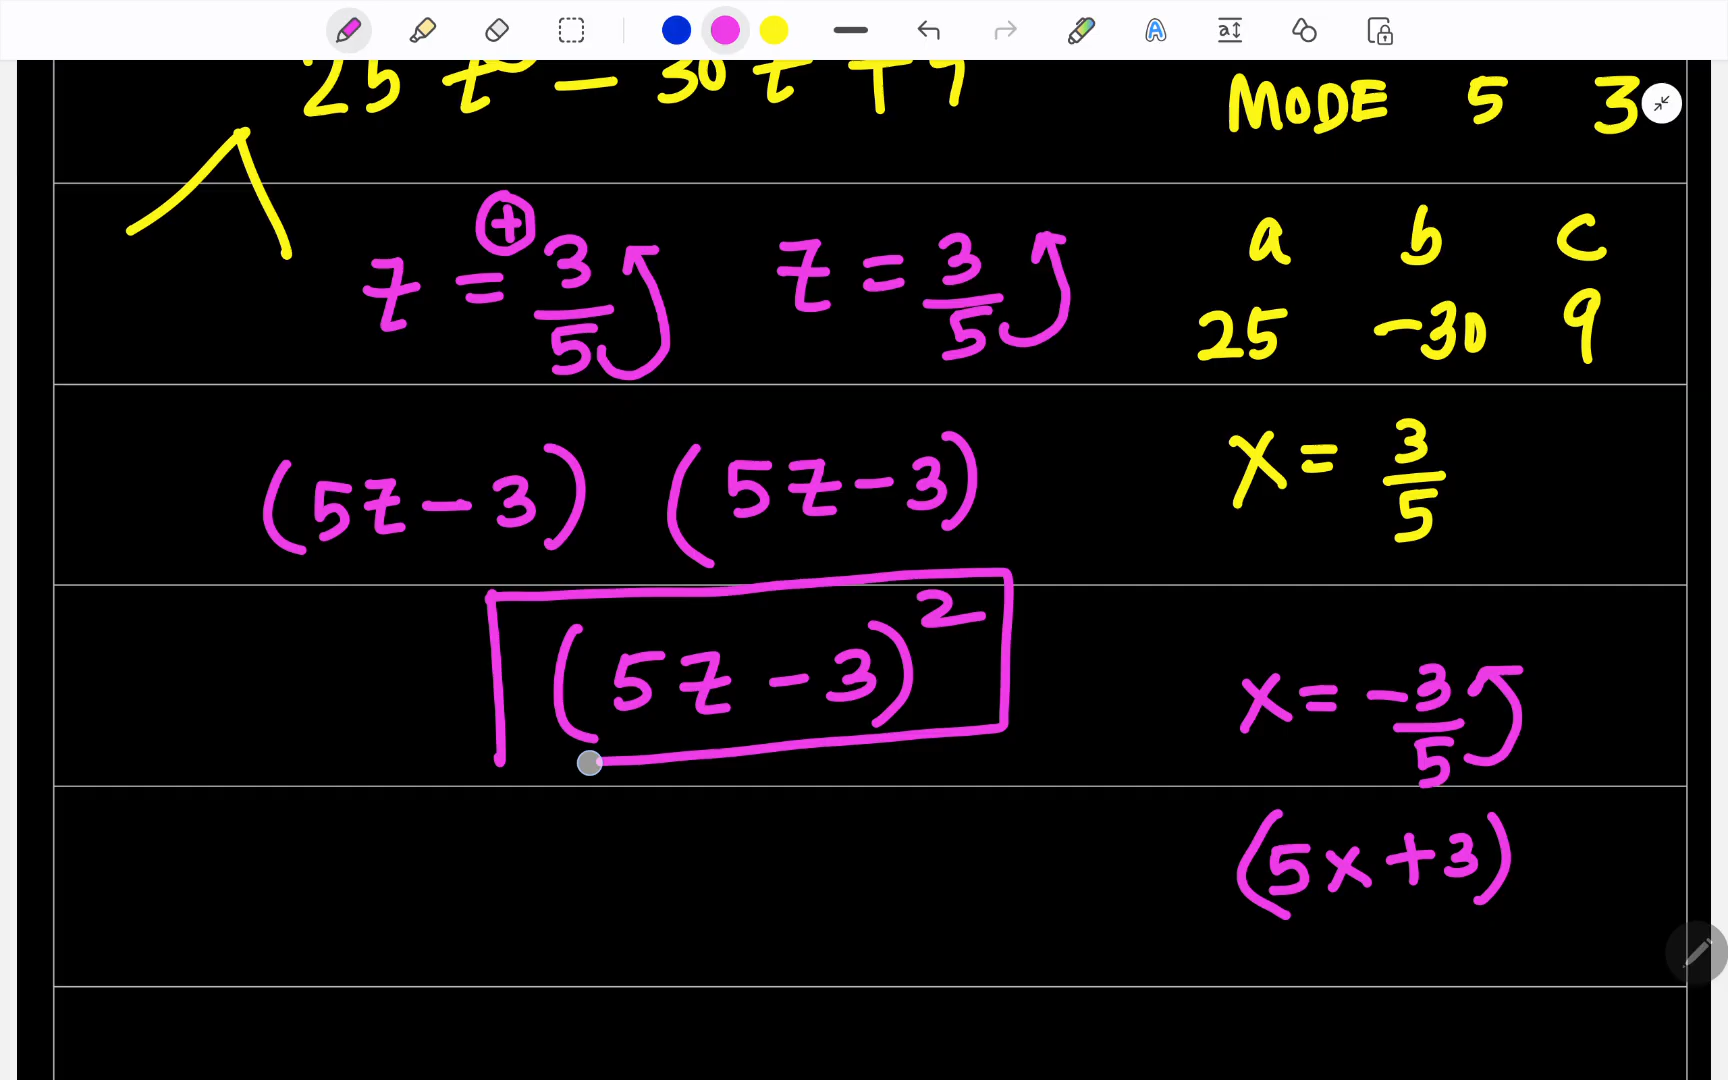 25 z² - 30 z + 9
MODE 5 3
z = + 3/5 z = 3/5
a b c
25 -30 9
(5z - 3) (5z - 3)
x = 3/5
(5z - 3)²
x = -3/5
(5x + 3)